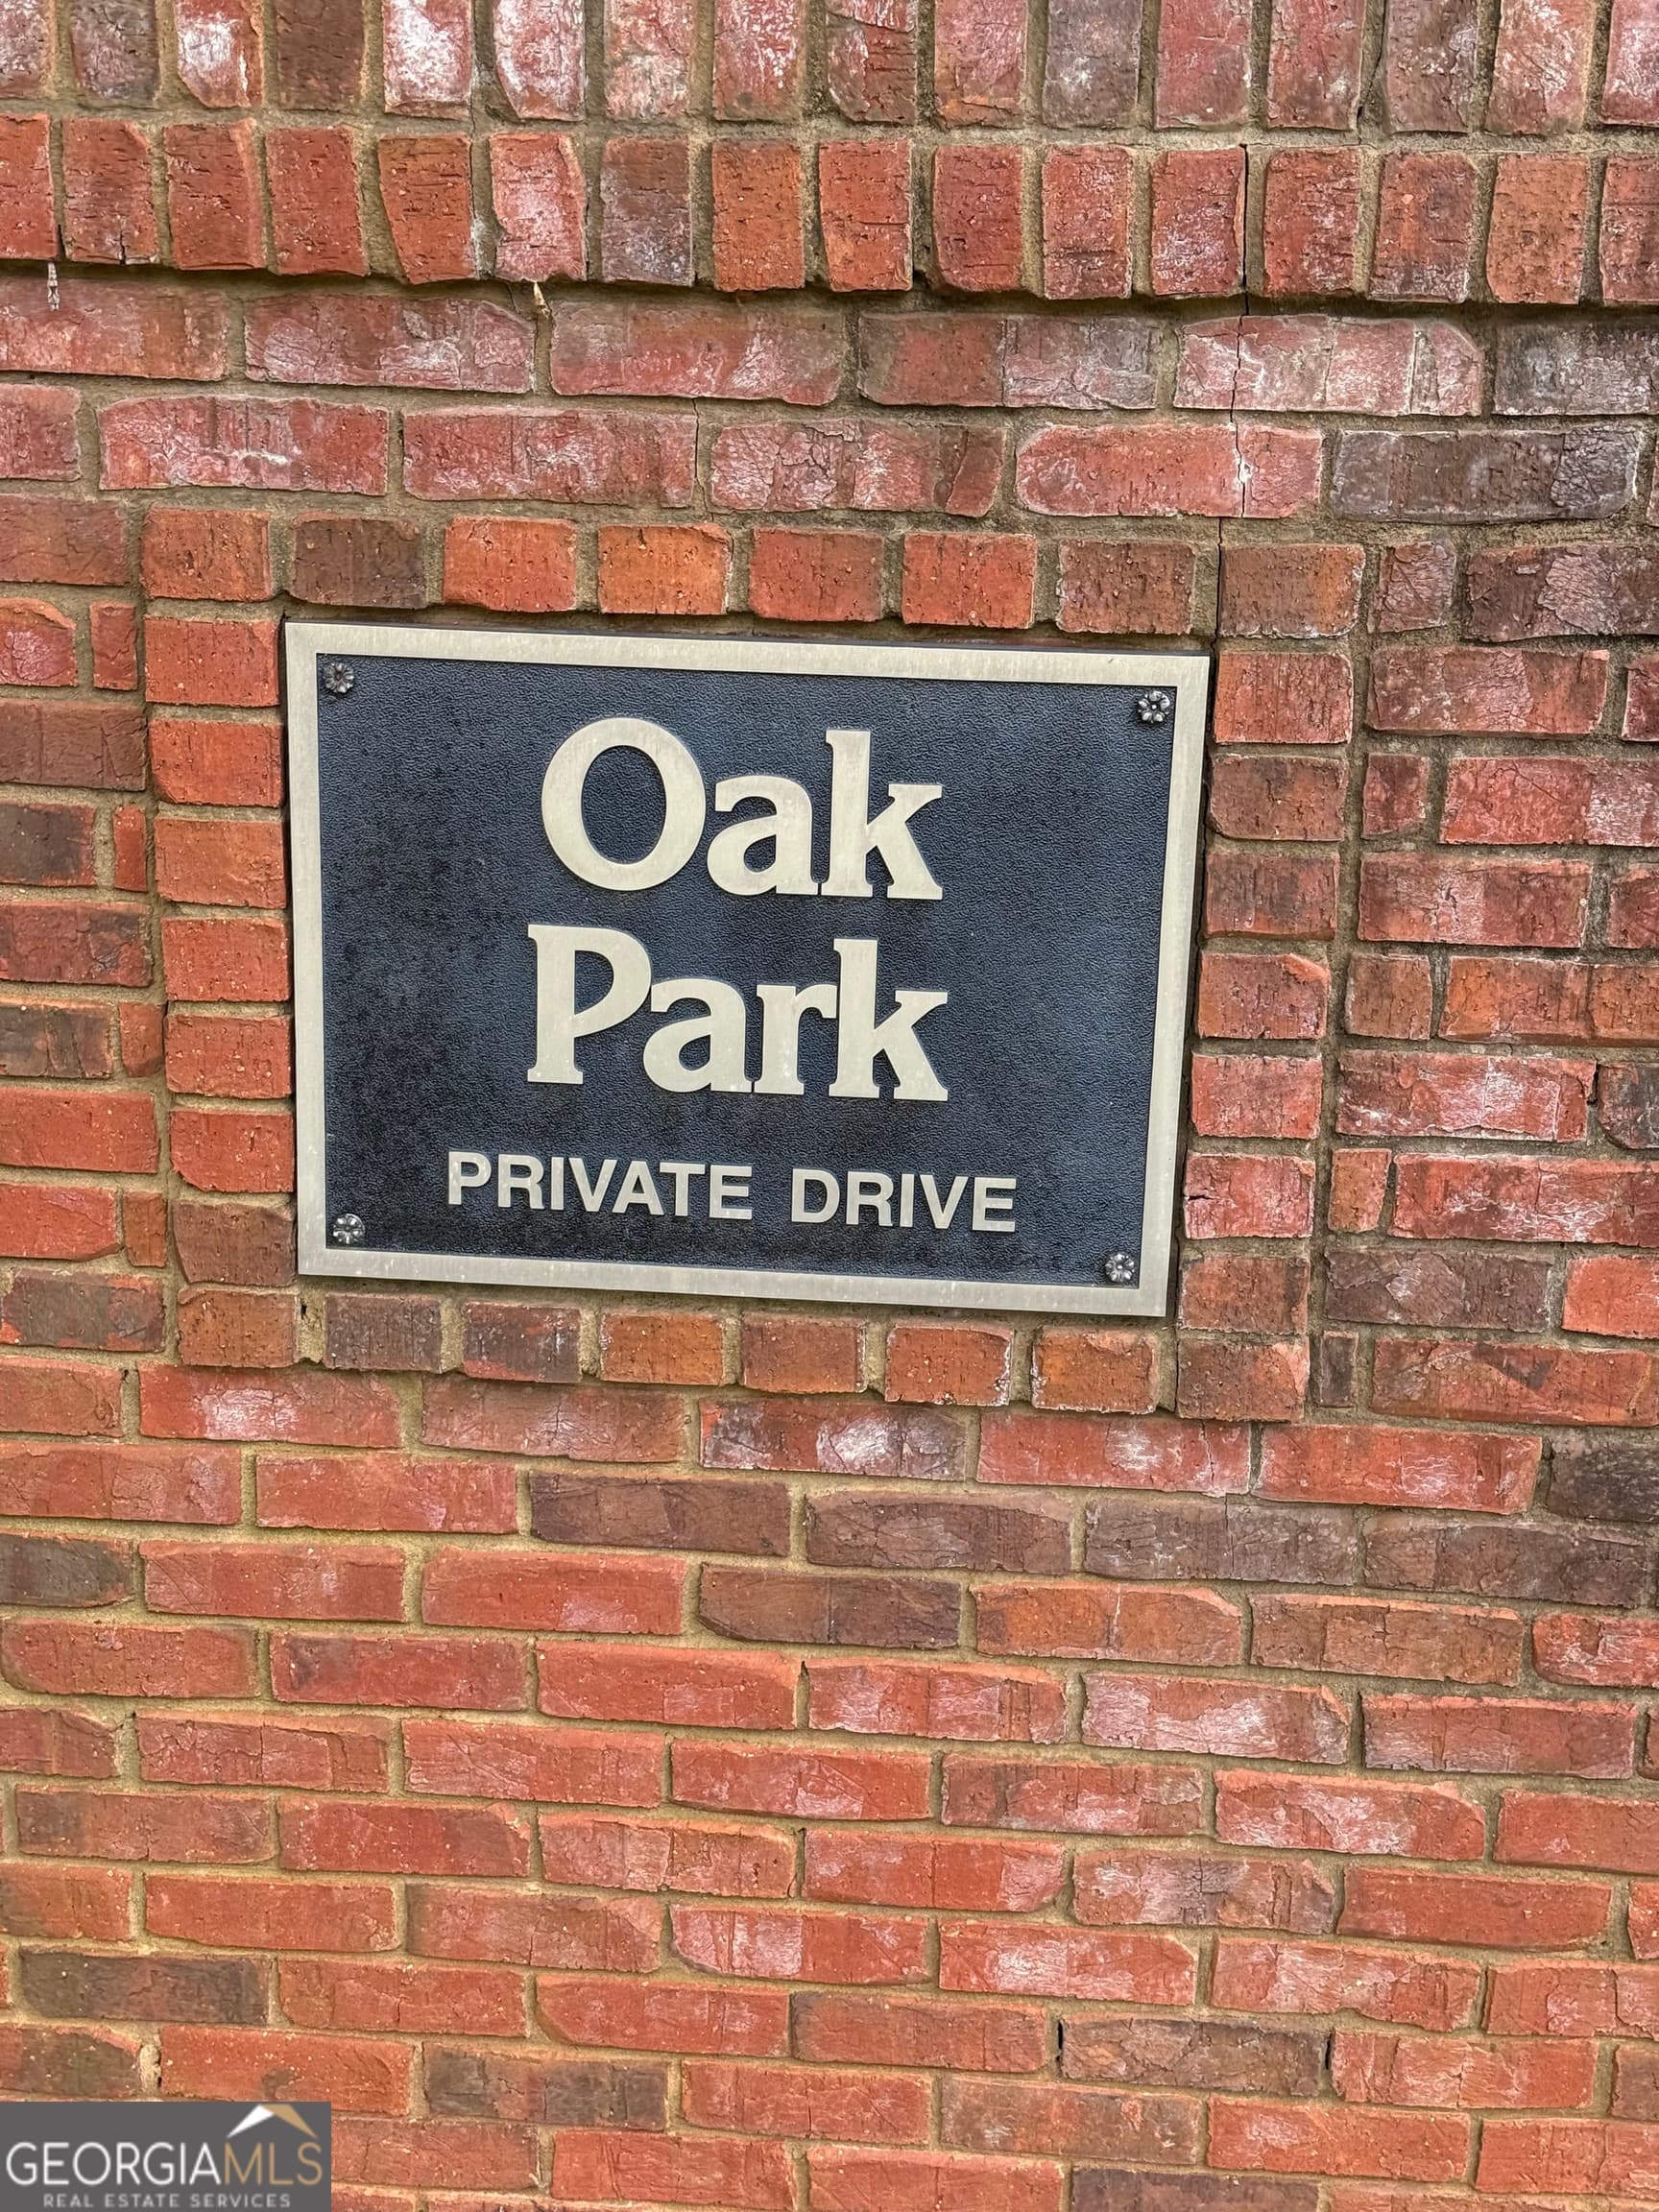 Oak
Park
PRIVATE DRIVE
GEORGIAMLS
REAL ESTATE SERVICES